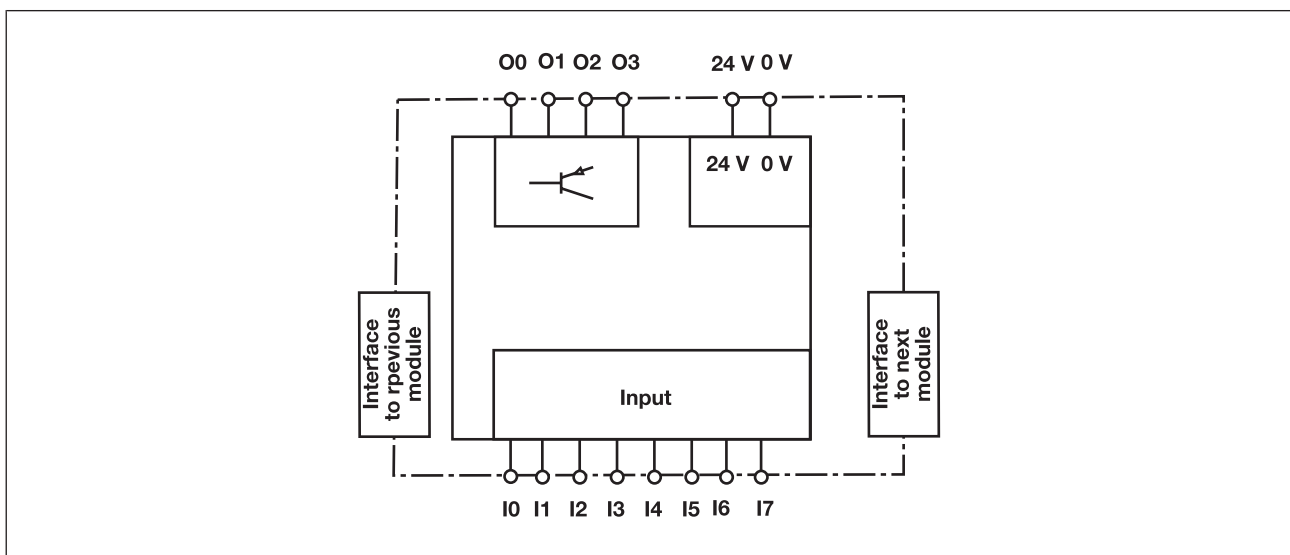 O0 O1 O2 O3 24 V 0 V
24 V 0 V
Interface
to rpevious
module
Interface
to next
module
Input
I0 I1 I2 I3 I4 I5 I6 I7